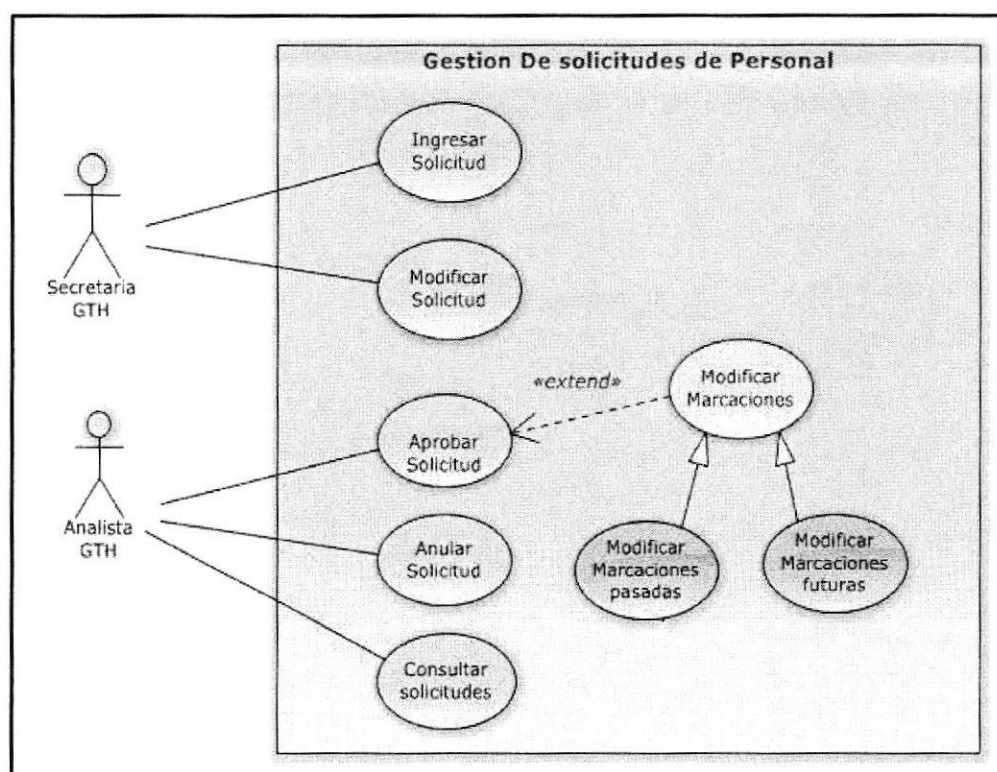 Gestion De solicitudes de Personal
Ingresar
Solicitud
Secretaria
GTH
Modificar
Solicitud
«extend»
Modificar
Marcaciones
Aprobar
Solicitud
Analista
GTH
Anular
Solicitud
Modificar
Marcaciones
pasadas
Modificar
Marcaciones
futuras
Consultar
solicitudes